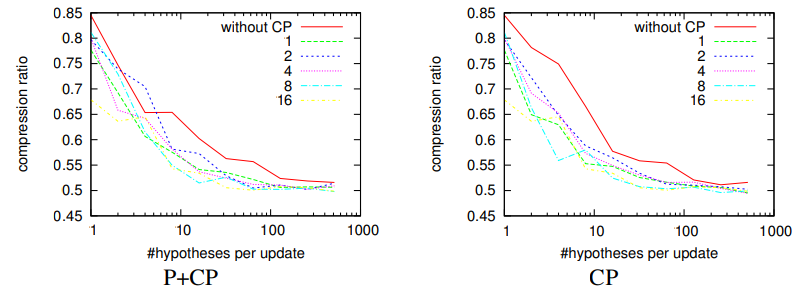 0.85
0.8
0.75
0.7
0.65
0.6
0.55
0.5
0.45
compression ratio
without CP
1
2
4
8
16
1 10 100 1000
#hypotheses per update
P+CP
0.85
0.8
0.75
0.7
0.65
0.6
0.55
0.5
0.45
compression ratio
without CP
1
2
4
8
16
1 10 100 1000
#hypotheses per update
CP